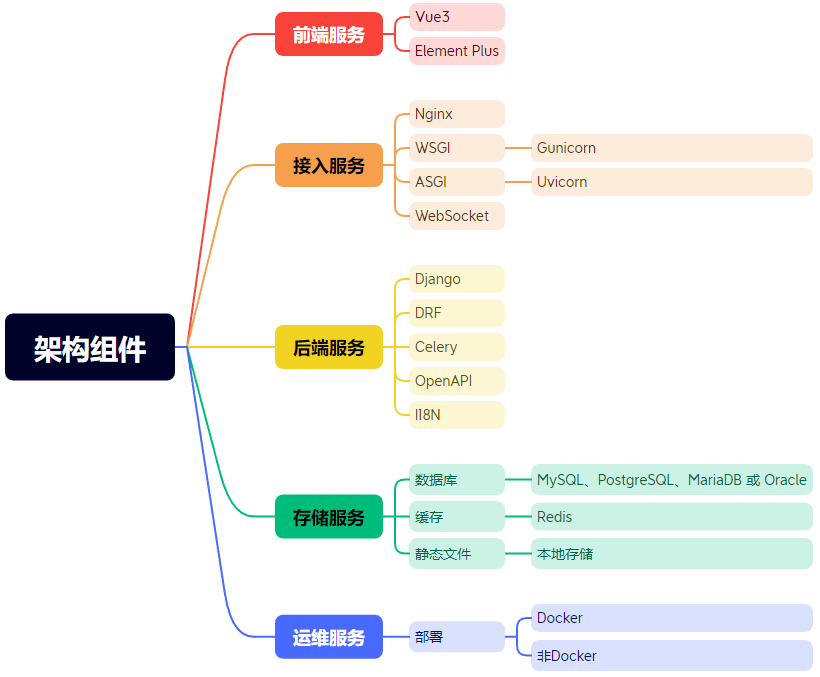 架构组件
前端服务
Vue3
Element Plus
接入服务
Nginx
WSGI
Gunicorn
ASGI
Uvicorn
WebSocket
后端服务
Django
DRF
Celery
OpenAPI
I18N
存储服务
数据库
MySQL、PostgreSQL、MariaDB 或 Oracle
缓存
Redis
静态文件
本地存储
运维服务
部署
Docker
非Docker